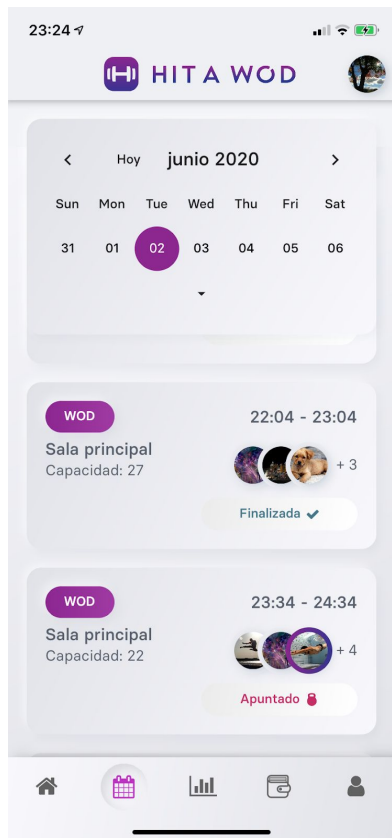 23:24
HIT A WOD
Hoy junio 2020
Sun Mon Tue Wed Thu Fri Sat
31 01 02 03 04 05 06
WOD 22:04 - 23:04
Sala principal
Capacidad: 27
+ 3
Finalizada
WOD 23:34 - 24:34
Sala principal
Capacidad: 22
+ 4
Apuntado